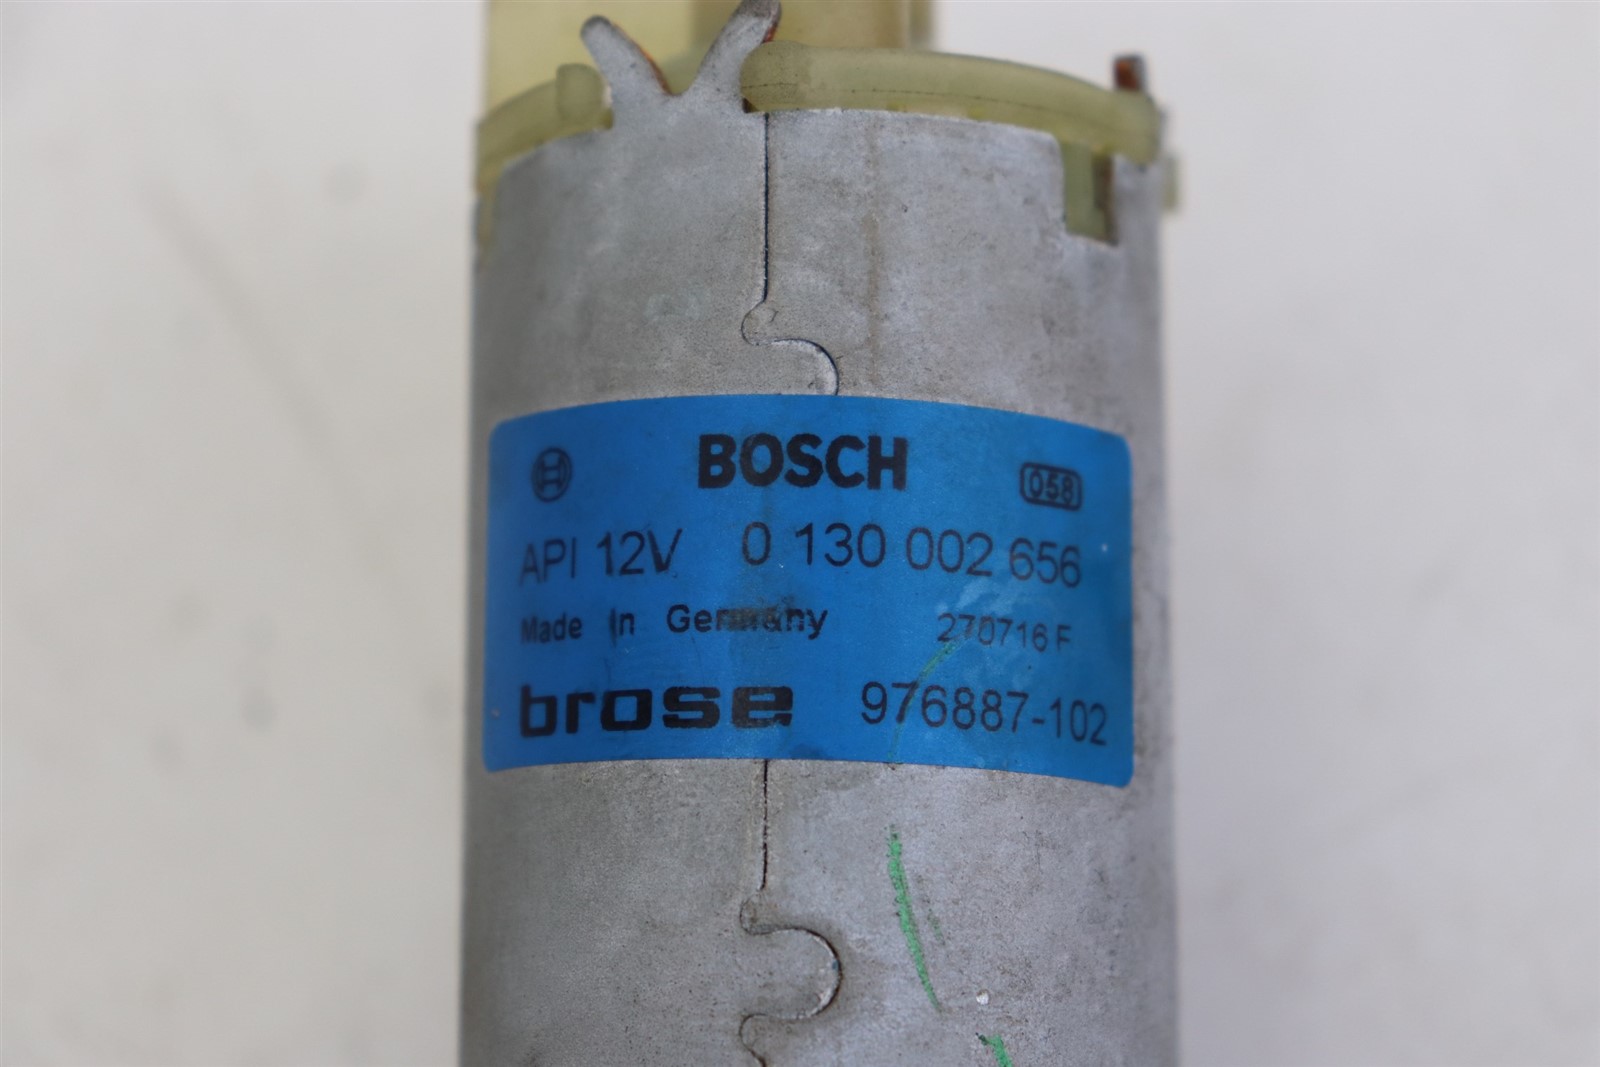 BOSCH 058
API 12V 0 130 002 656
Made in Germany 270716 F
brose 976887-102